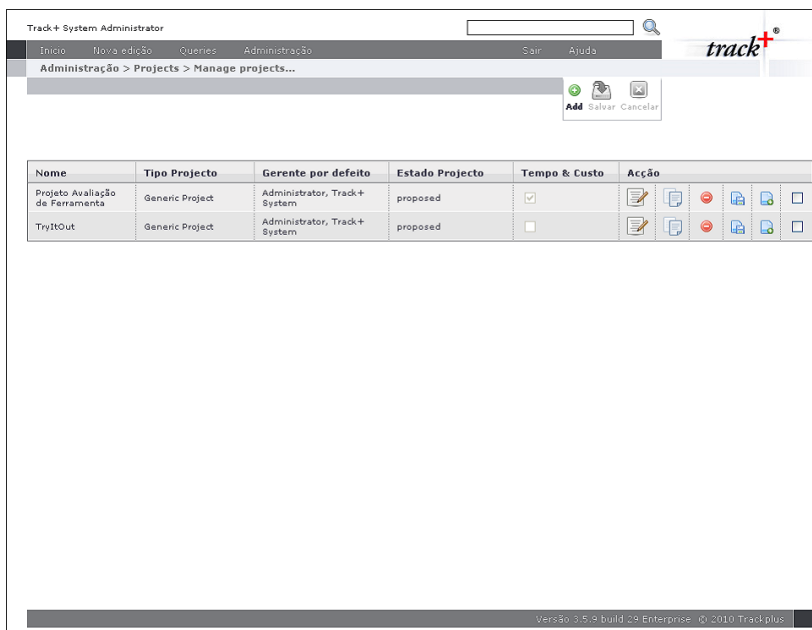 Track+ System Administrator
Inicio Nova edição Queries Administração Sair Ajuda
track+®
Administração > Projects > Manage projects...
Add Salvar Cancelar
Nome Tipo Projecto Gerente por defeito Estado Projecto Tempo & Custo Acção
Projeto Avaliação de Ferramenta Generic Project Administrator, Track+ System proposed
TryItOut Generic Project Administrator, Track+ System proposed
Versão 3.5.9 build 29 Enterprise © 2010 Trackplus